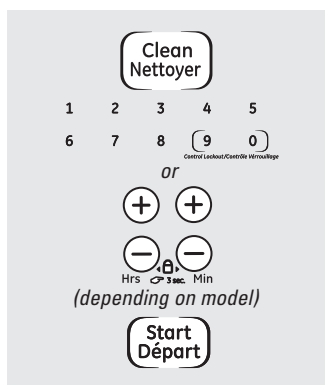 Clean
Nettoyer
1 2 3 4 5
6 7 8 9 0
Control Lockout/Contrôle Vérrouillage
or
+ +
− −
Hrs 3 sec. Min
(depending on model)
Start
Départ